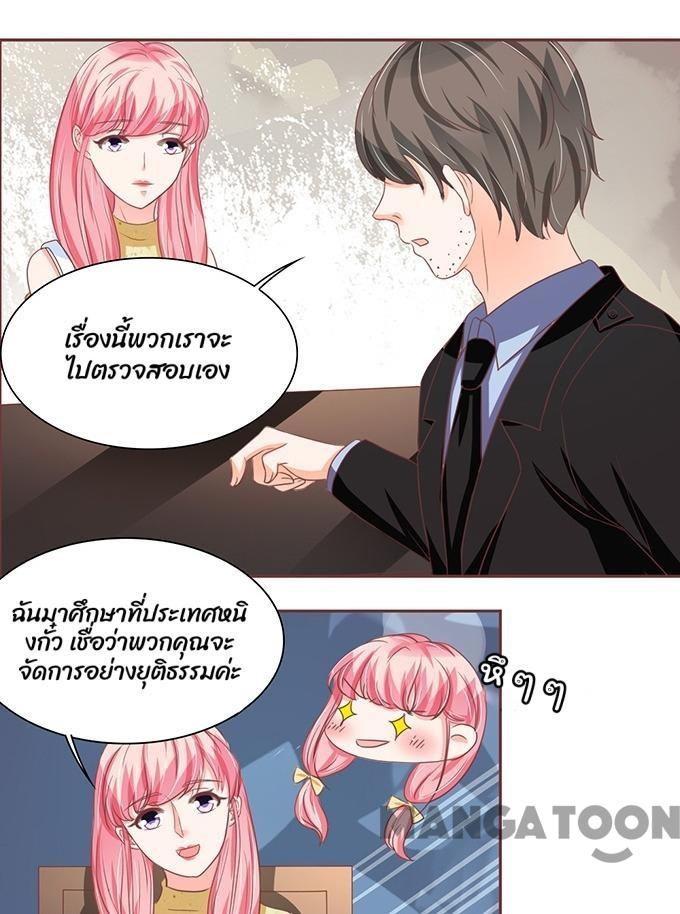 เรื่องนี้พวกเราจะ
ไปตรวจสอบเอง
ฉันมาศึกษาที่ประเทศหนิ
งกั๋ว เชื่อว่าพวกคุณจะ
จัดการอย่างยุติธรรมค่ะ
หึๆๆ
MANGATOON